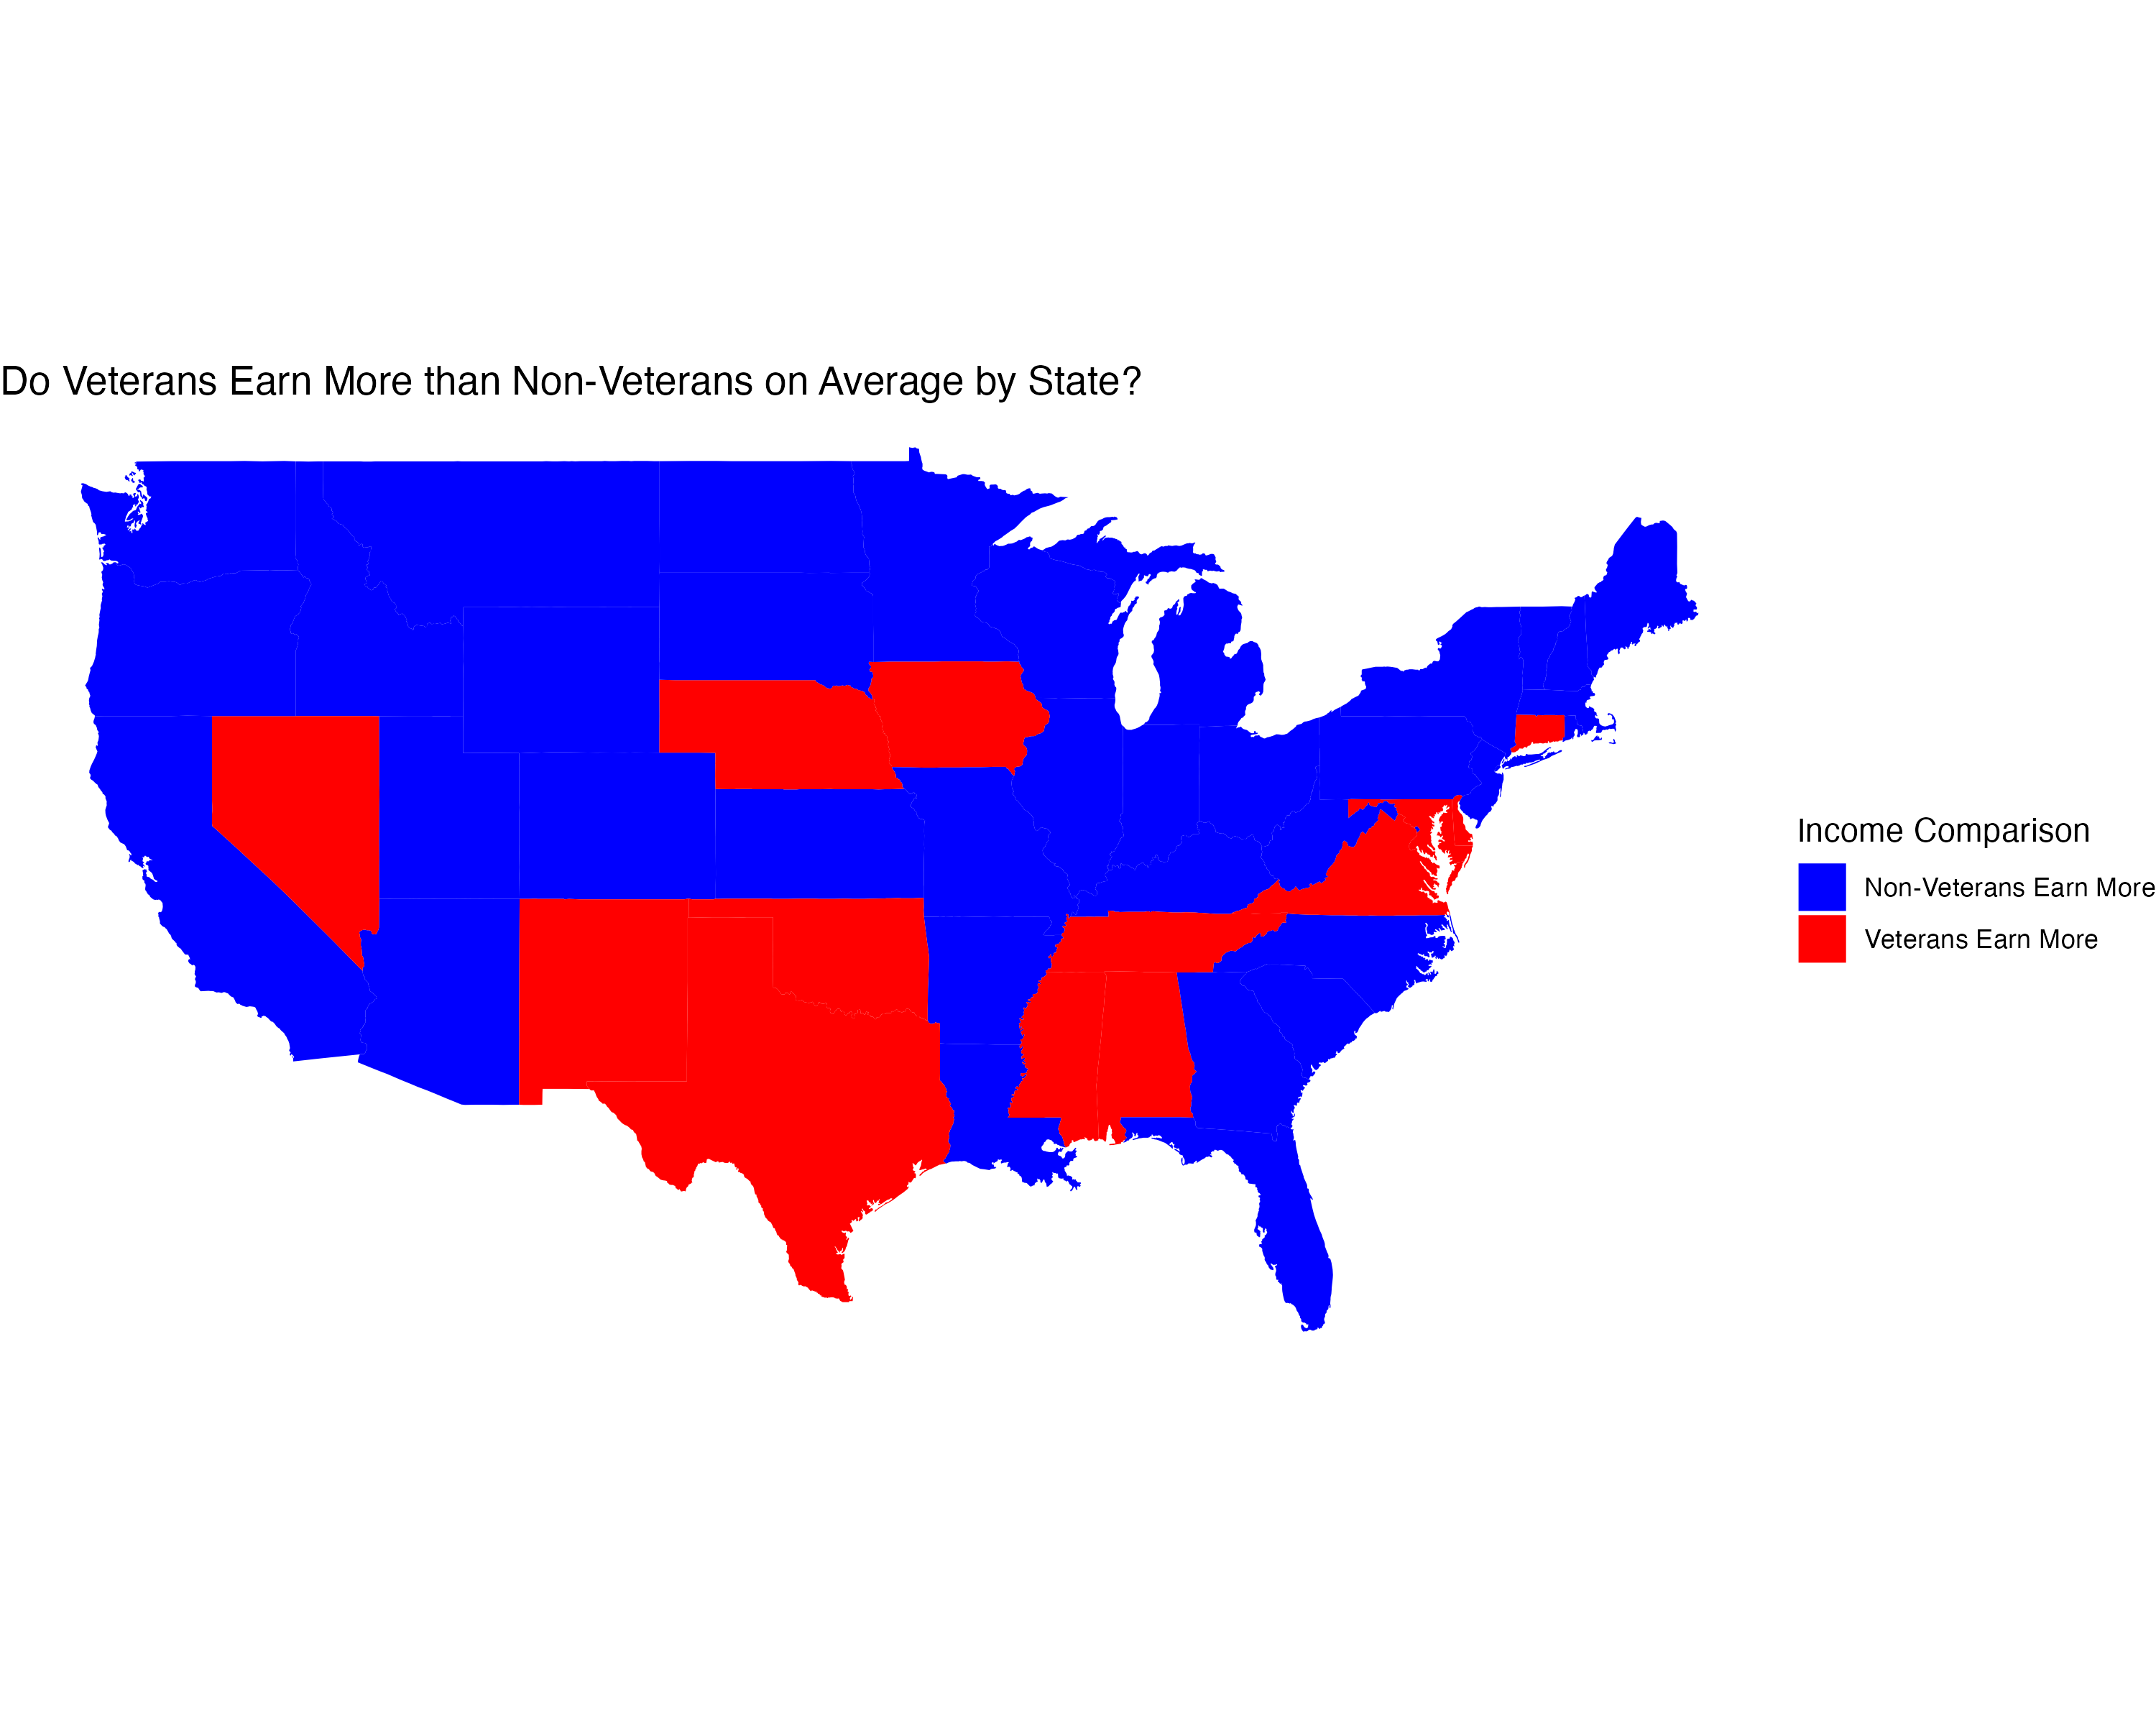 Do Veterans Earn More than Non-Veterans on Average by State?
Income Comparison
Non-Veterans Earn More
Veterans Earn More